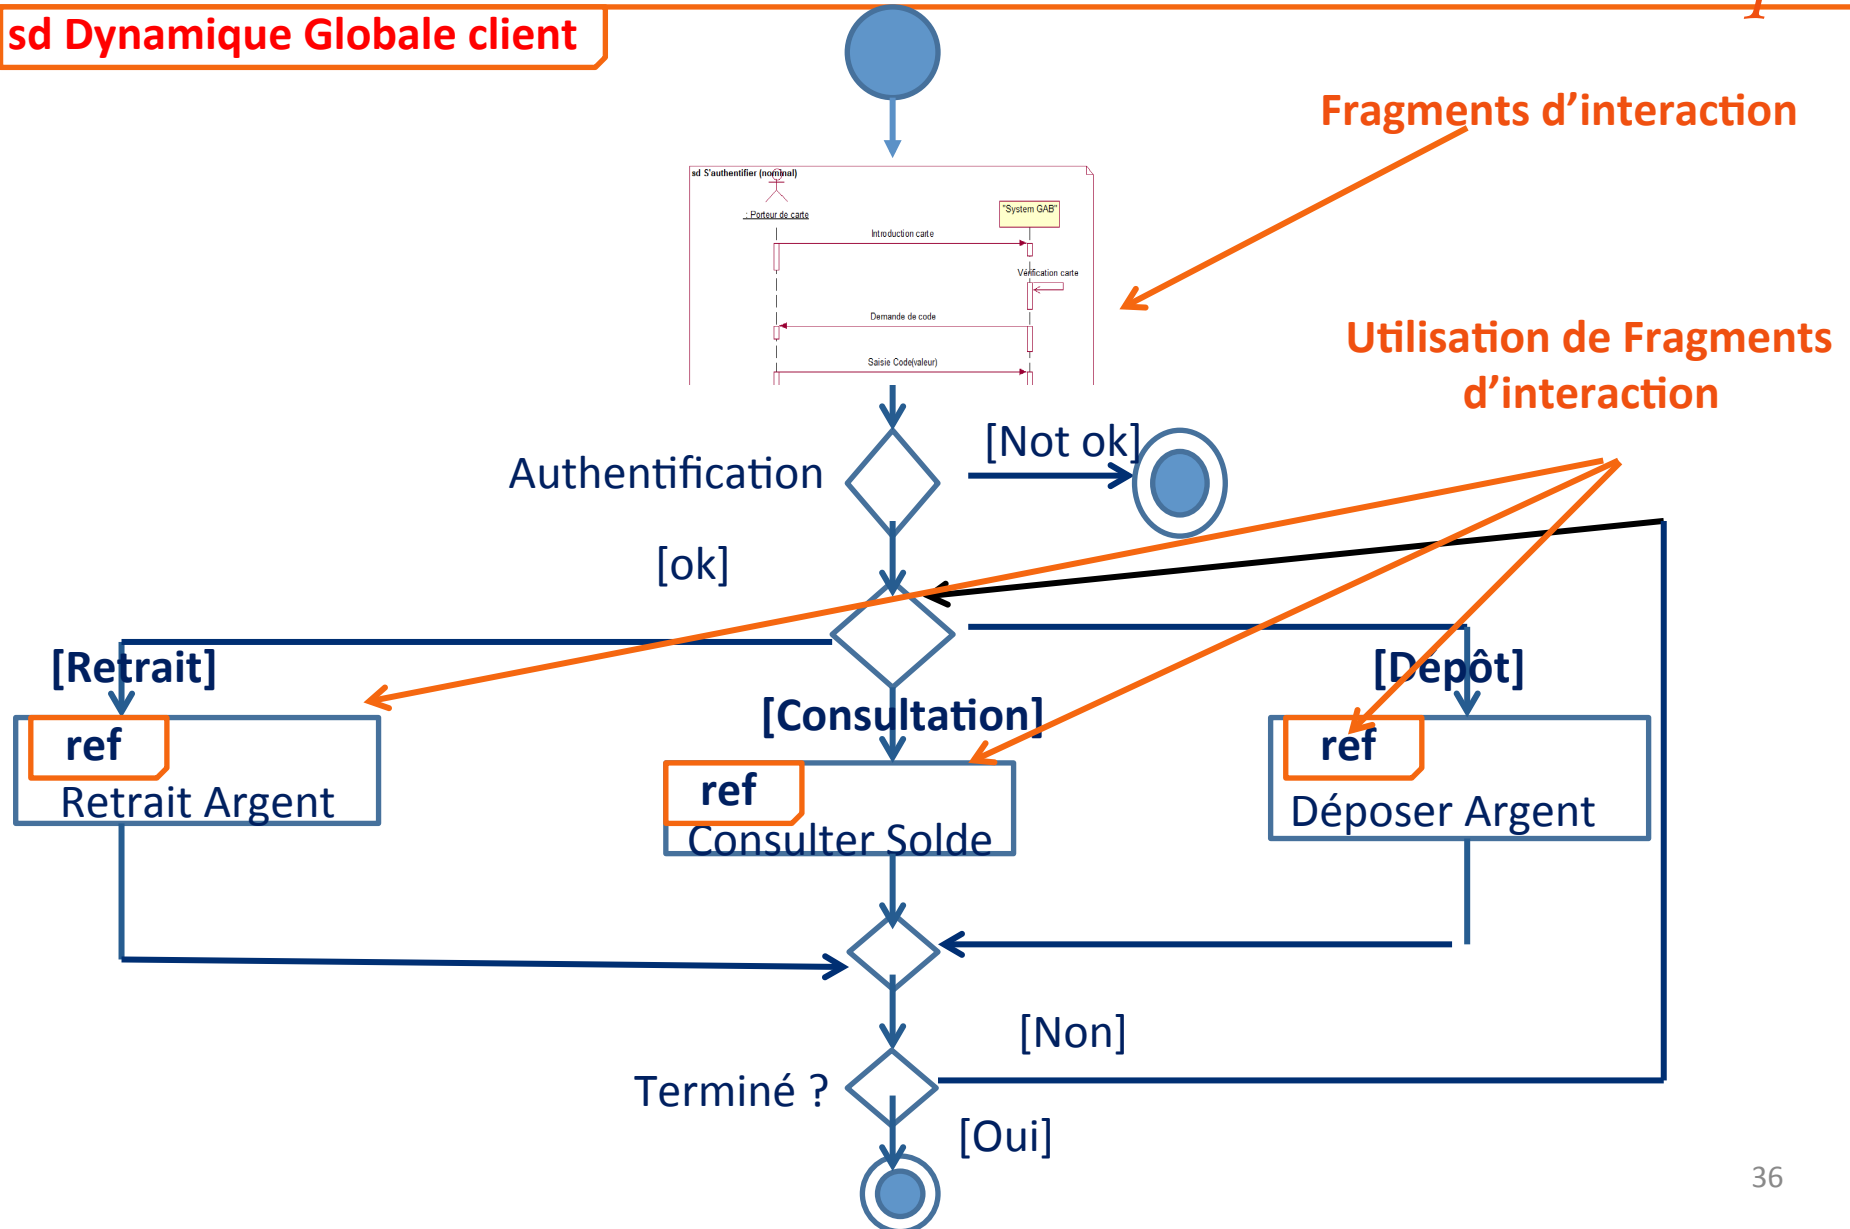 sd Dynamique Globale client
Fragments d’interaction
sd S'authentifier (nominal)
: Porteur de carte
"System GAB"
Introduction carte
Vérification carte
Demande de code
Saisie Code(valeur)
Utilisation de Fragments
d’interaction
[Not ok]
Authentification
[ok]
[Retrait]
[Dépôt]
[Consultation]
ref
Retrait Argent
ref
Consulter Solde
ref
Déposer Argent
[Non]
Terminé ?
[Oui]
36